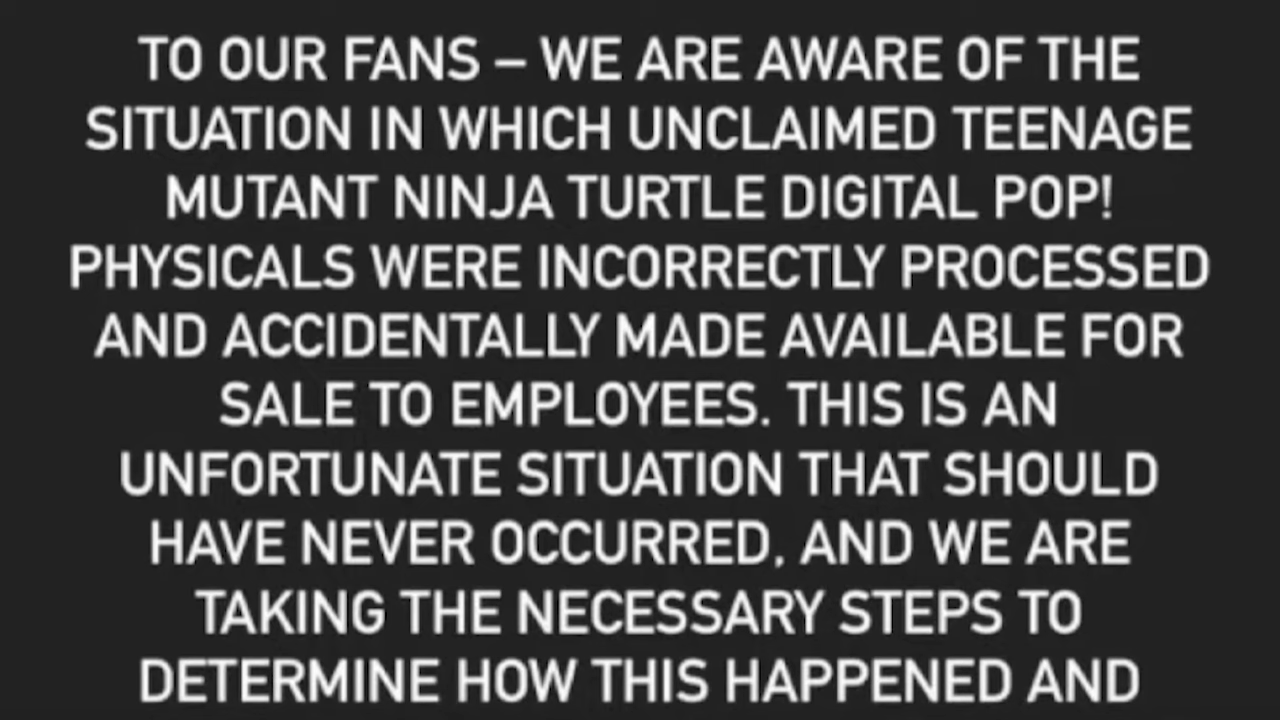 TO OUR FANS – WE ARE AWARE OF THE
SITUATION IN WHICH UNCLAIMED TEENAGE
MUTANT NINJA TURTLE DIGITAL POP!
PHYSICALS WERE INCORRECTLY PROCESSED
AND ACCIDENTALLY MADE AVAILABLE FOR
SALE TO EMPLOYEES. THIS IS AN
UNFORTUNATE SITUATION THAT SHOULD
HAVE NEVER OCCURRED, AND WE ARE
TAKING THE NECESSARY STEPS TO
DETERMINE HOW THIS HAPPENED AND